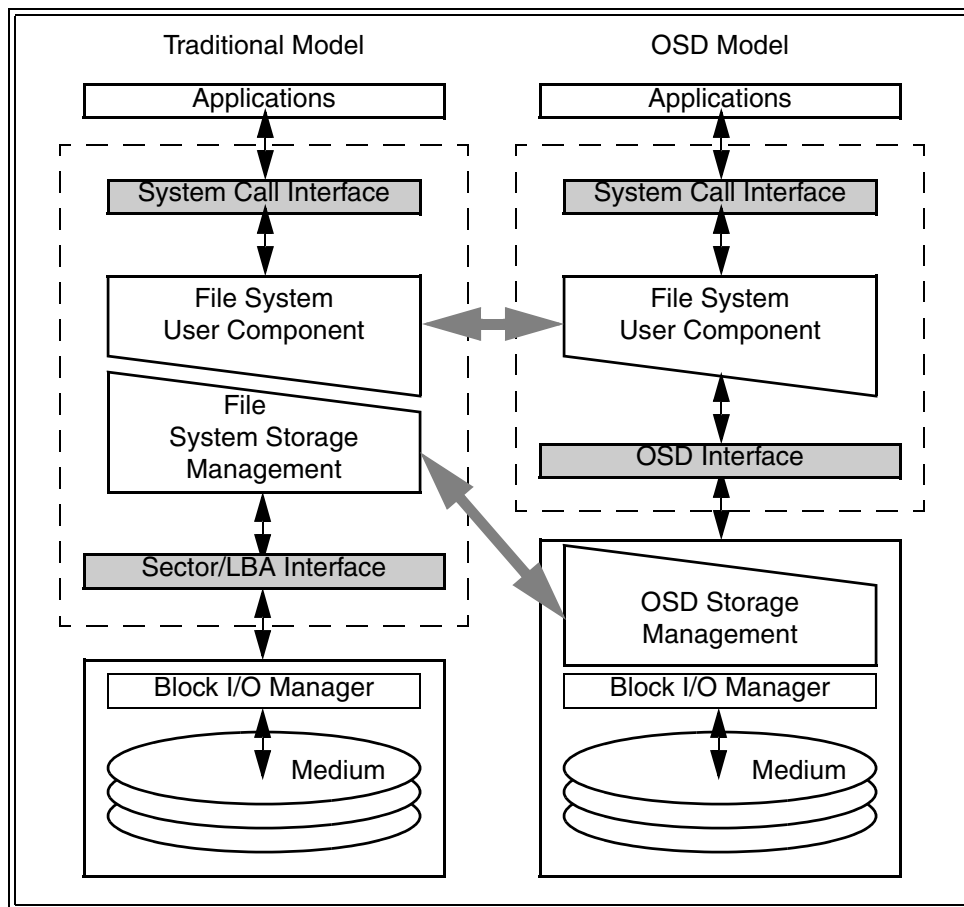 Traditional Model
Applications
System Call Interface
File System
User Component
File
System Storage
Management
Sector/LBA Interface
Block I/O Manager
Medium
OSD Model
Applications
System Call Interface
File System
User Component
OSD Interface
OSD Storage
Management
Block I/O Manager
Medium